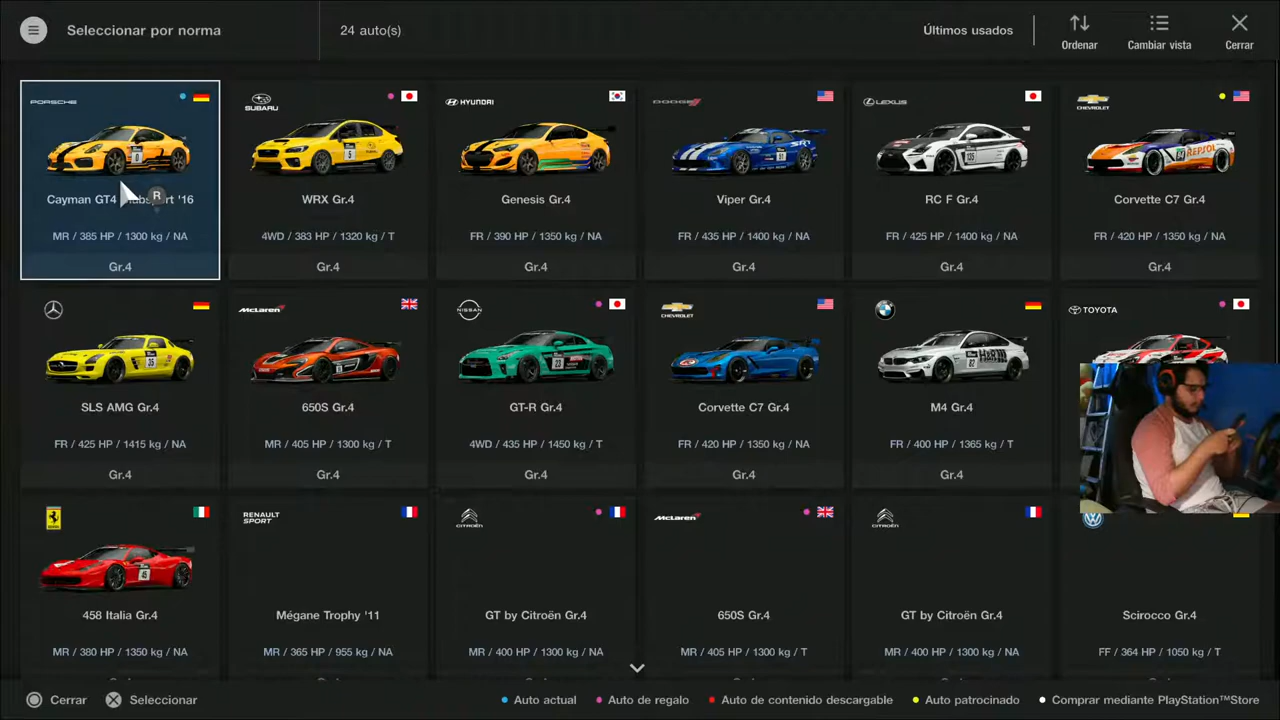 Seleccionar por norma
24 auto(s)
Últimos usados
Ordenar
Cambiar vista
Cerrar
PORSCHE
SUBARU
HYUNDAI
DODGE
LEXUS
CHEVROLET
0
5
REPSOL
Cayman GT4 '16
WRX Gr.4
Genesis Gr.4
Viper Gr.4
RC F Gr.4
Corvette C7 Gr.4
R
MR / 385 HP / 1300 kg / NA
4WD / 383 HP / 1320 kg / T
FR / 390 HP / 1350 kg / NA
FR / 435 HP / 1400 kg / NA
FR / 425 HP / 1400 kg / NA
FR / 420 HP / 1350 kg / NA
Gr.4
Gr.4
Gr.4
Gr.4
Gr.4
Gr.4
McLaren
NISSAN
CHEVROLET
TOYOTA
SLS AMG Gr.4
650S Gr.4
GT-R Gr.4
Corvette C7 Gr.4
M4 Gr.4
FR / 425 HP / 1415 kg / NA
MR / 405 HP / 1300 kg / T
4WD / 435 HP / 1450 kg / T
FR / 420 HP / 1350 kg / NA
FR / 400 HP / 1365 kg / T
Gr.4
Gr.4
Gr.4
Gr.4
Gr.4
RENAULT SPORT
CITROËN
McLaren
CITROËN
45
458 Italia Gr.4
Mégane Trophy '11
GT by Citroën Gr.4
650S Gr.4
GT by Citroën Gr.4
Scirocco Gr.4
MR / 380 HP / 1350 kg / NA
MR / 365 HP / 955 kg / NA
MR / 400 HP / 1300 kg / NA
MR / 405 HP / 1300 kg / T
MR / 400 HP / 1300 kg / NA
FF / 364 HP / 1050 kg / T
Cerrar
Seleccionar
Auto actual
Auto de regalo
Auto de contenido descargable
Auto patrocinado
Comprar mediante PlayStation™Store